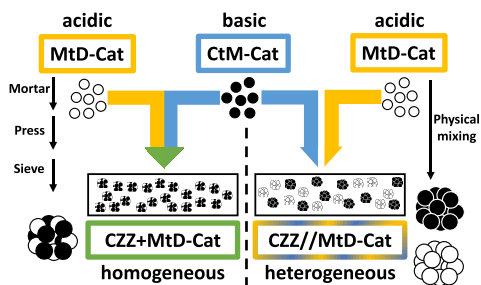 acidic
basic
acidic
MtD-Cat
CtM-Cat
MtD-Cat
Mortar
Press
Sieve
Physical
mixing
CZZ+MtD-Cat
CZZ//MtD-Cat
homogeneous
heterogeneous